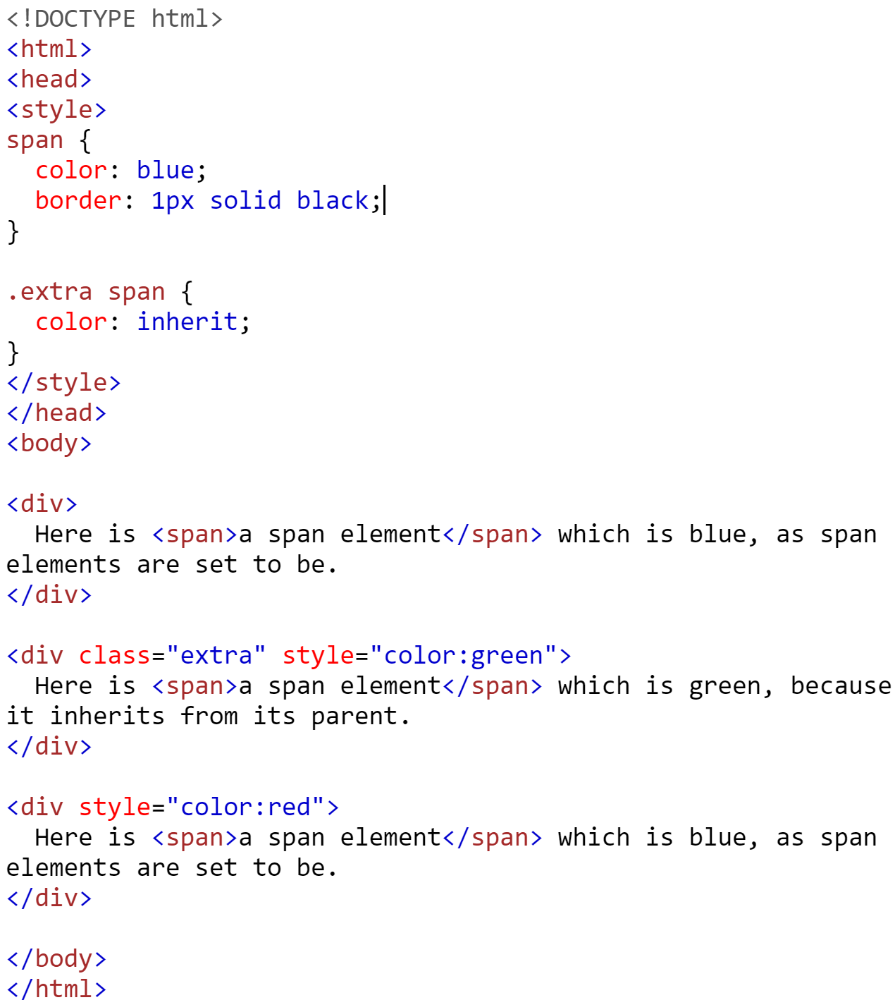 <!DOCTYPE html>
<html>
<head>
<style>
span {
  color: blue;
  border: 1px solid black;
}
.extra span {
  color: inherit;
}
</style>
</head>
<body>
<div>
  Here is <span>a span element</span> which is blue, as span
elements are set to be.
</div>
<div class="extra" style="color:green">
  Here is <span>a span element</span> which is green, because
it inherits from its parent.
</div>
<div style="color:red">
  Here is <span>a span element</span> which is blue, as span
elements are set to be.
</div>
</body>
</html>